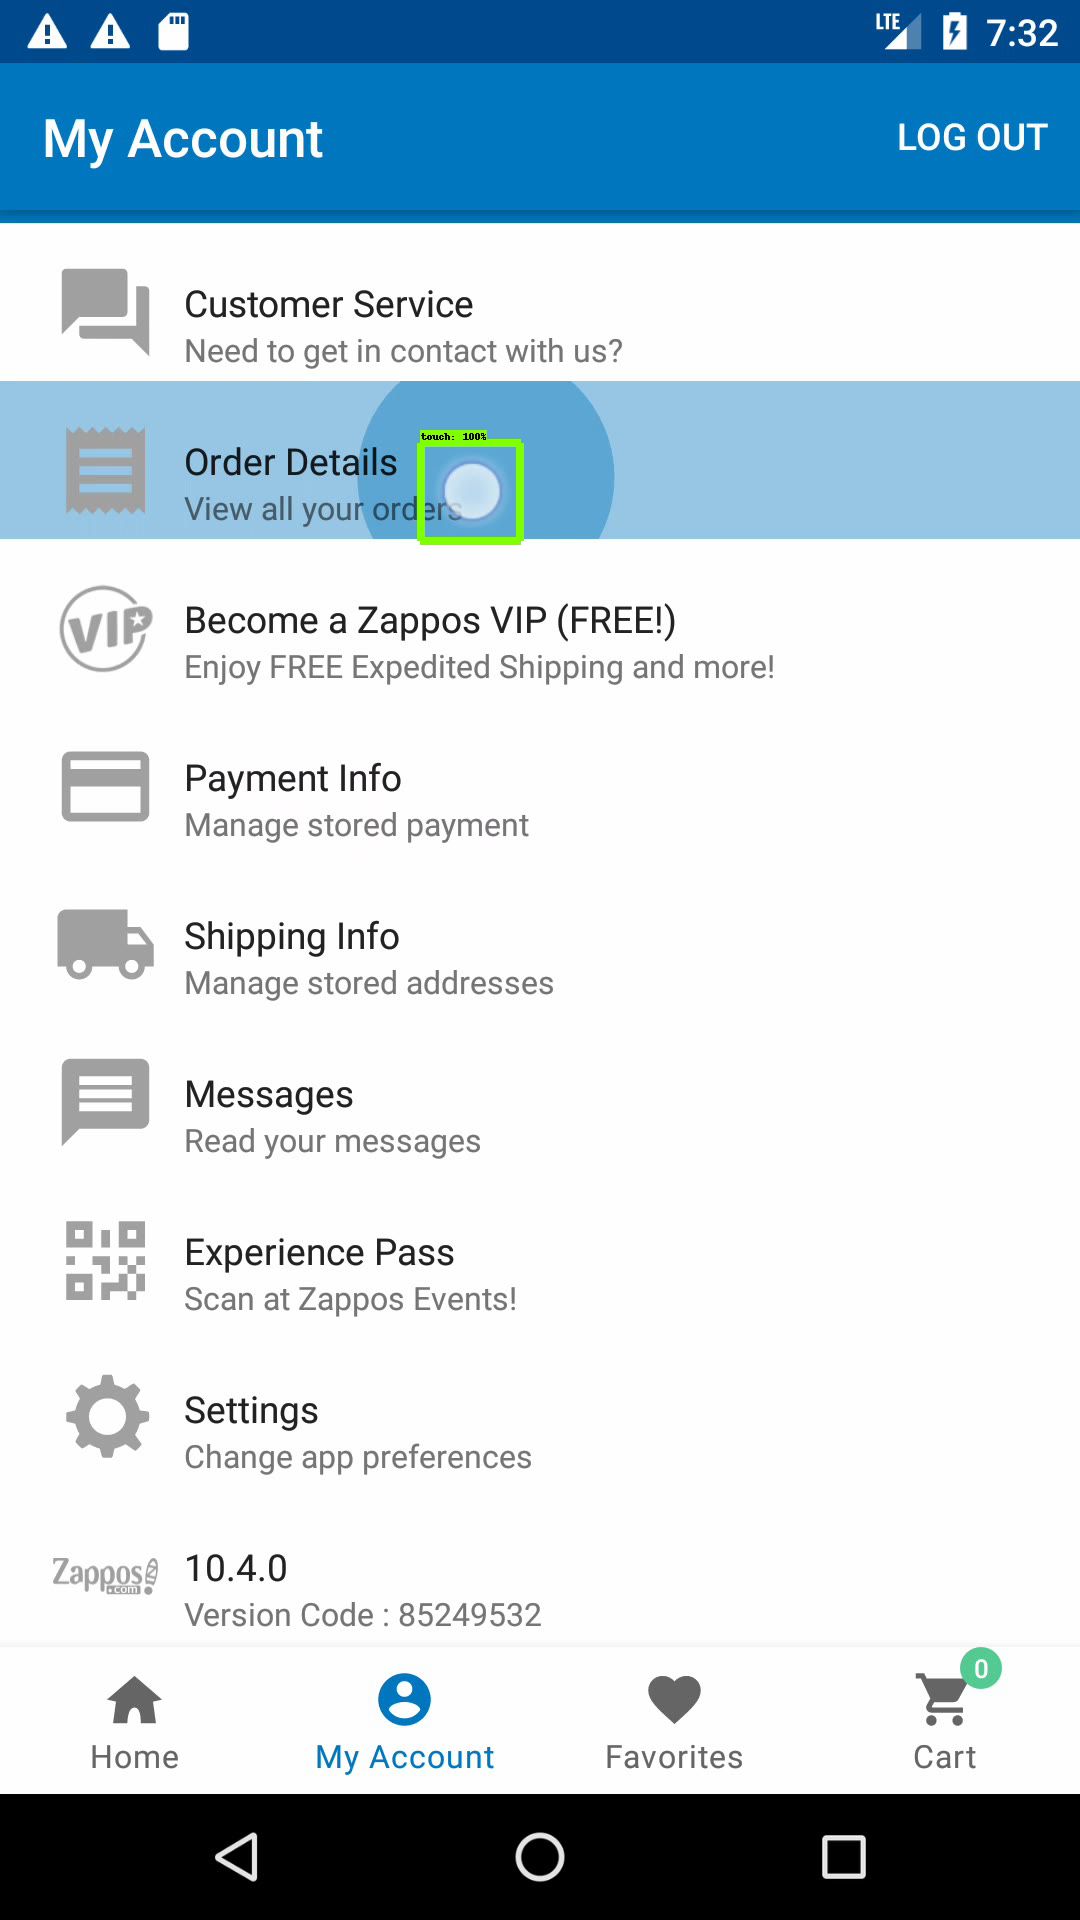 LTE 7:32
My Account LOG OUT
Customer Service
Need to get in contact with us?
touch: 100%
Order Details
View all your orders
VIP
Become a Zappos VIP (FREE!)
Enjoy FREE Expedited Shipping and more!
Payment Info
Manage stored payment
Shipping Info
Manage stored addresses
Messages
Read your messages
Experience Pass
Scan at Zappos Events!
Settings
Change app preferences
Zappos
.com
10.4.0
Version Code : 85249532
0
Home My Account Favorites Cart